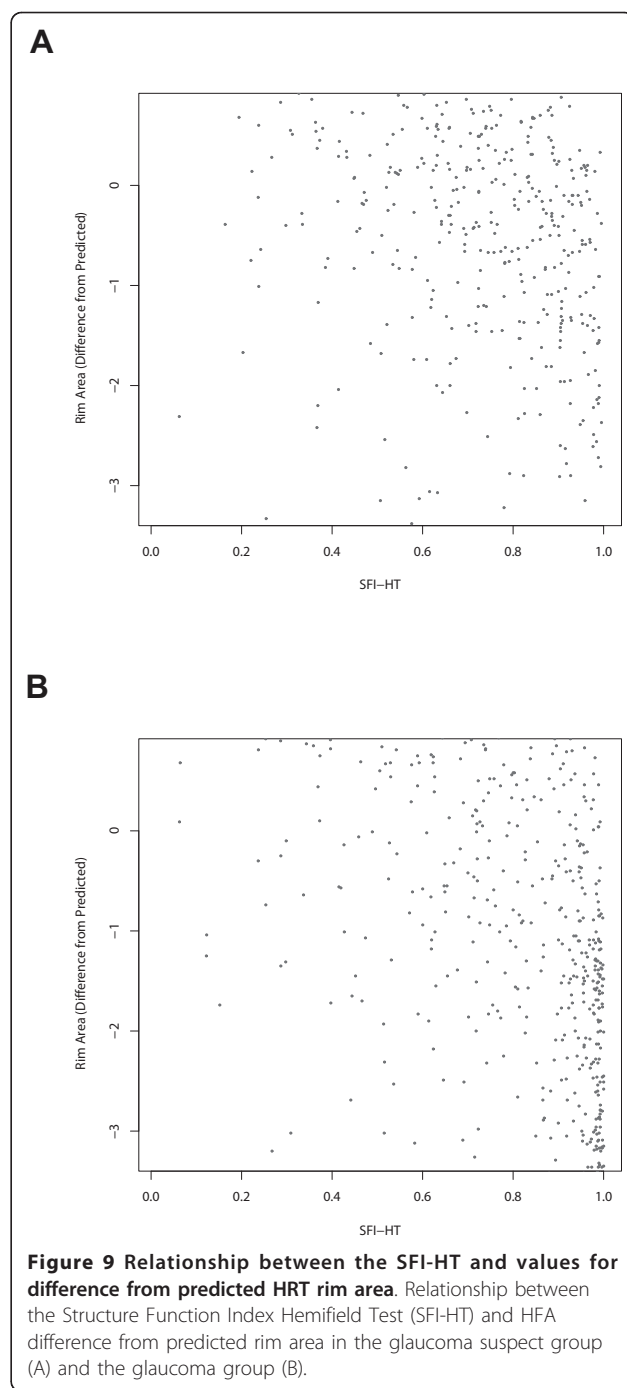 A
Rim Area (Difference from Predicted)
0
−1
−2
−3
0.0 0.2 0.4 0.6 0.8 1.0
SFI−HT
B
Rim Area (Difference from Predicted)
0
−1
−2
−3
0.0 0.2 0.4 0.6 0.8 1.0
SFI−HT
Figure 9 Relationship between the SFI-HT and values for
difference from predicted HRT rim area. Relationship between
the Structure Function Index Hemifield Test (SFI-HT) and HFA
difference from predicted rim area in the glaucoma suspect group
(A) and the glaucoma group (B).